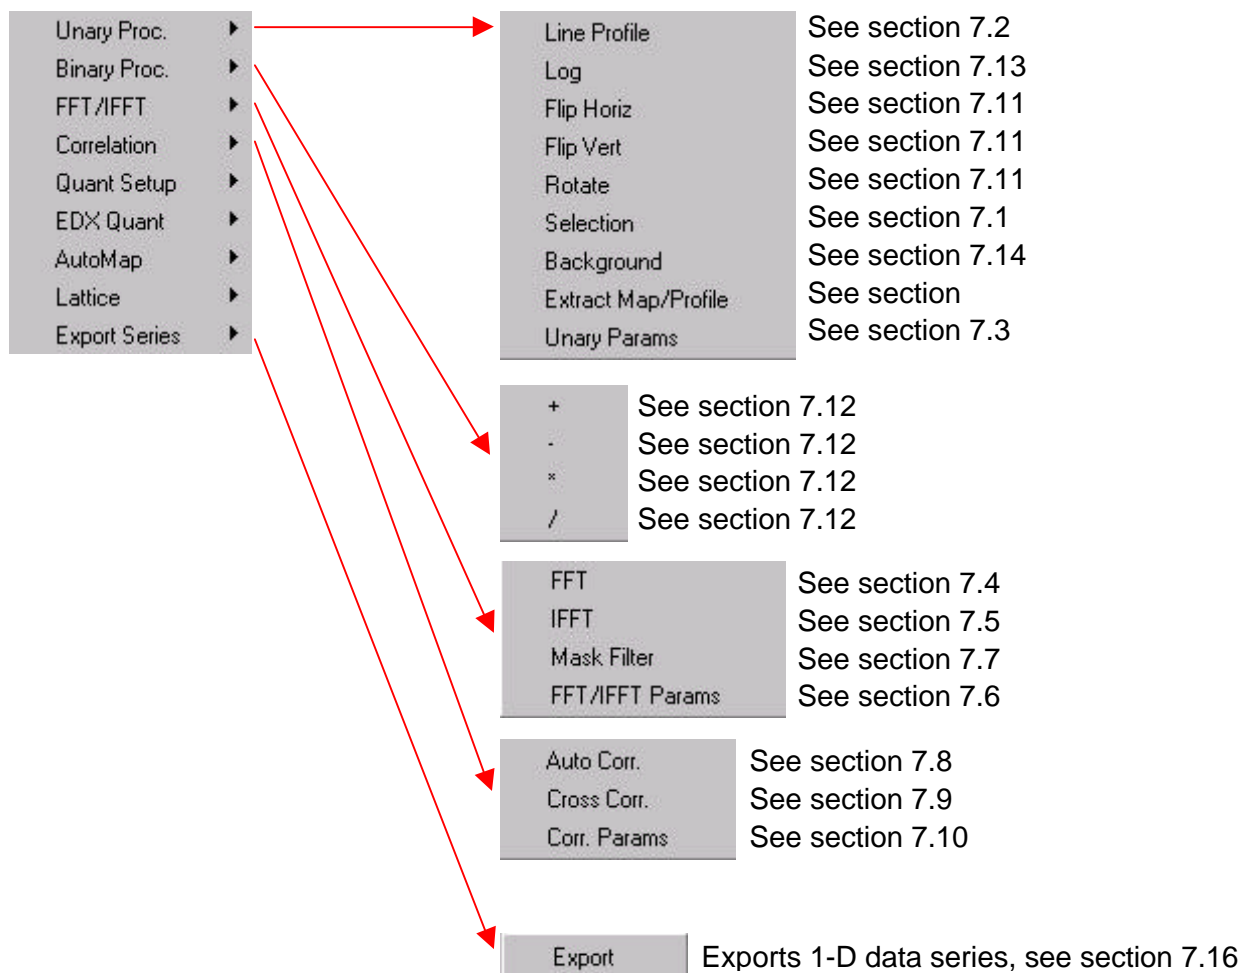 Unary Proc.
Binary Proc.
FFT/IFFT
Correlation
Quant Setup
EDX Quant
AutoMap
Lattice
Export Series
Line Profile See section 7.2
Log See section 7.13
Flip Horiz See section 7.11
Flip Vert See section 7.11
Rotate See section 7.11
Selection See section 7.1
Background See section 7.14
Extract Map/Profile See section
Unary Params See section 7.3
+ See section 7.12
- See section 7.12
* See section 7.12
/ See section 7.12
FFT See section 7.4
IFFT See section 7.5
Mask Filter See section 7.7
FFT/IFFT Params See section 7.6
Auto Corr. See section 7.8
Cross Corr. See section 7.9
Corr. Params See section 7.10
Export Exports 1-D data series, see section 7.16